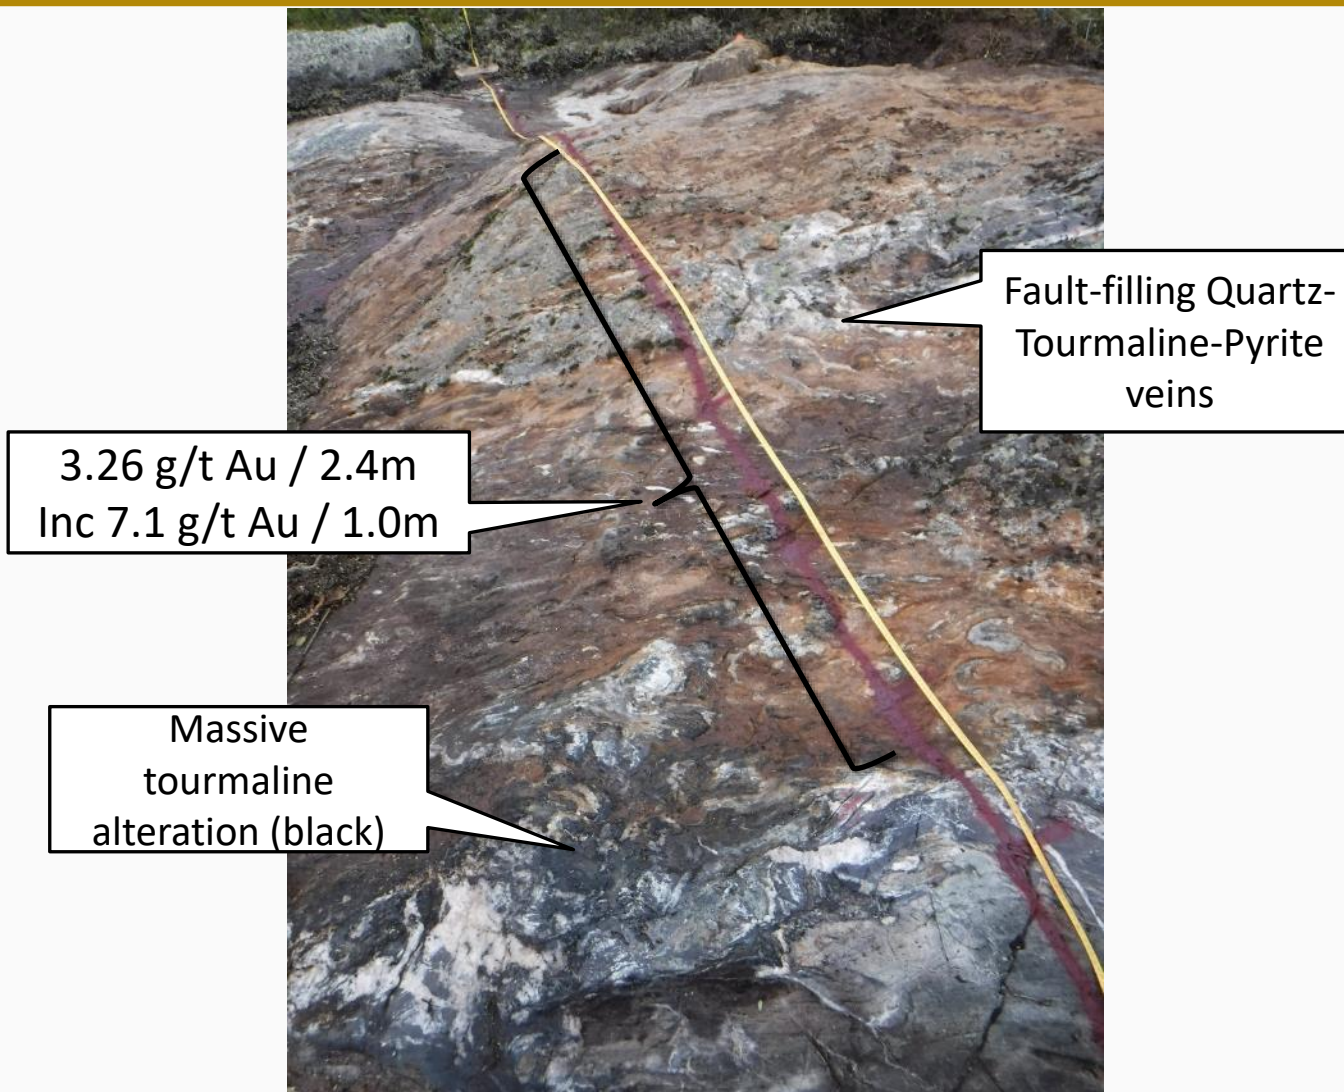 Fault-filling Quartz-
Tourmaline-Pyrite
veins
3.26 g/t Au / 2.4m
Inc 7.1 g/t Au / 1.0m
Massive
tourmaline
alteration (black)